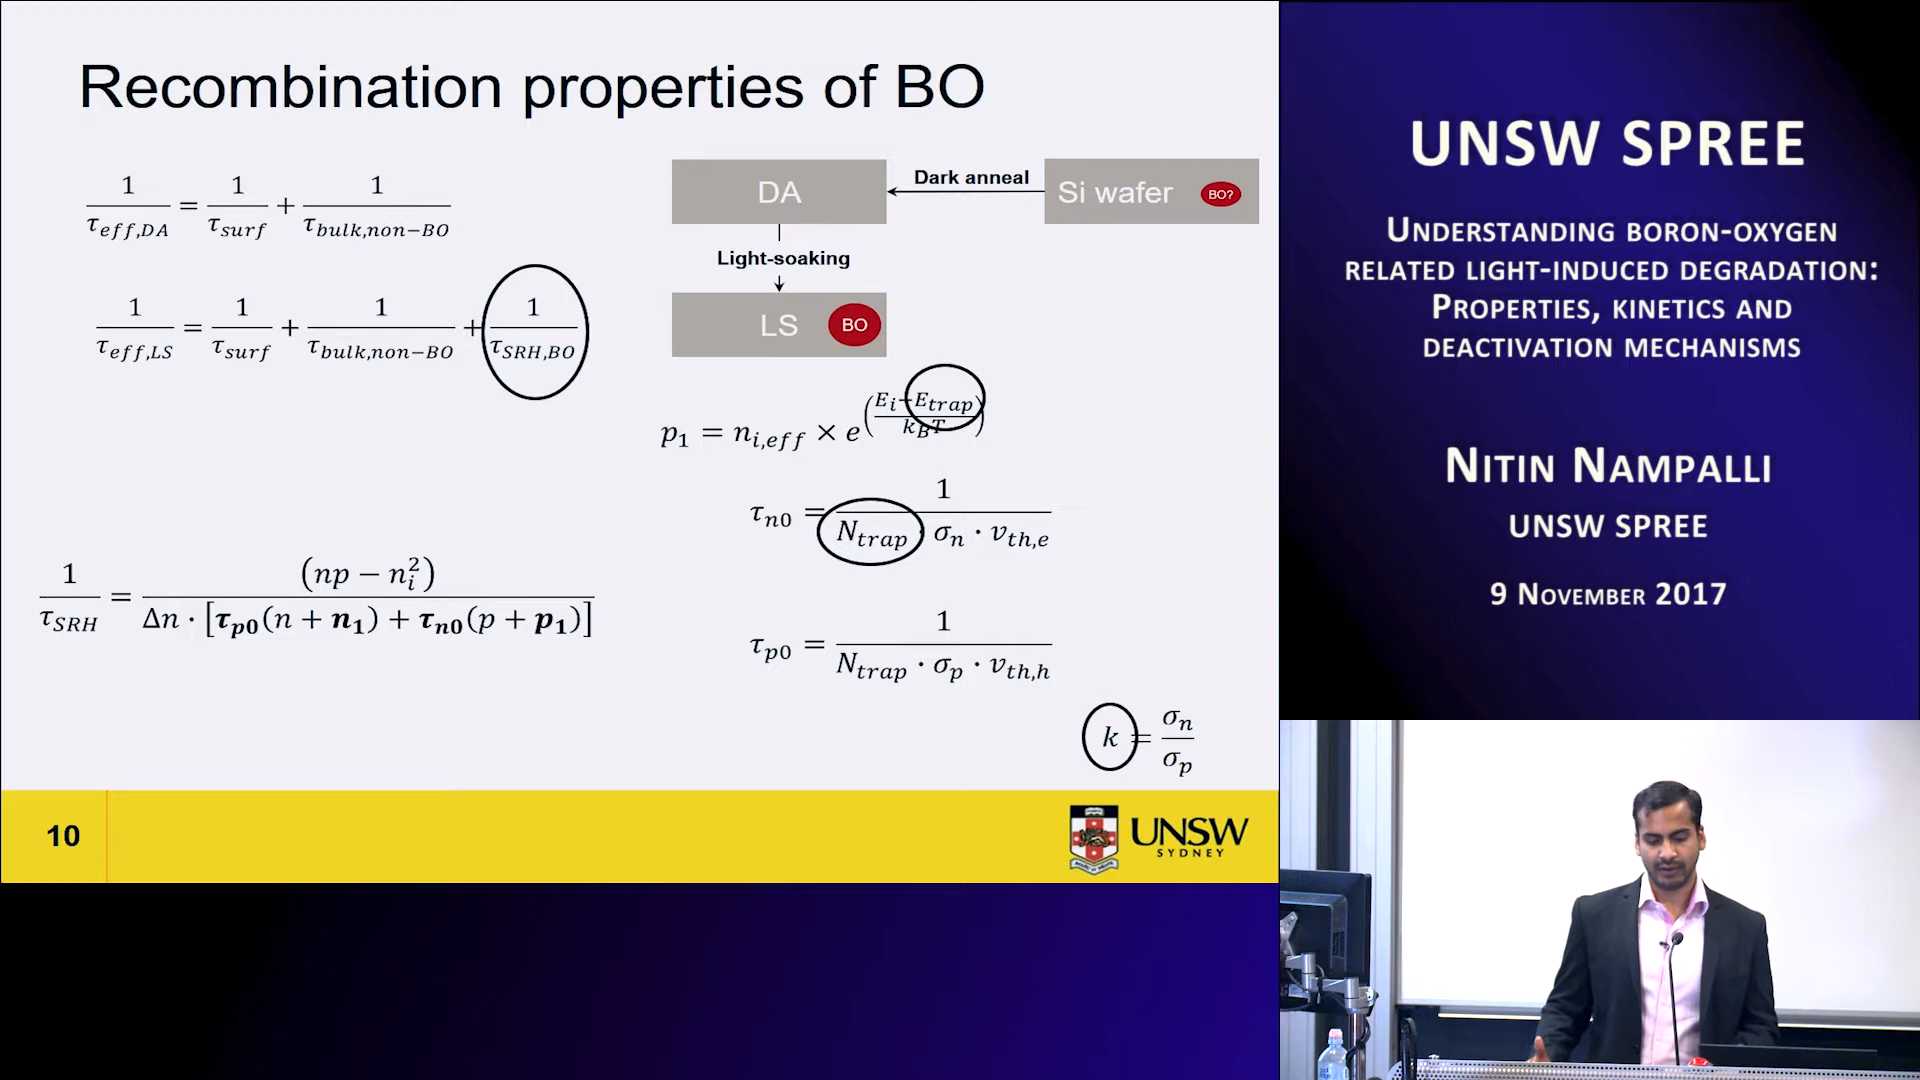 Recombination properties of BO
1/τ_eff,DA = 1/τ_surf + 1/τ_bulk,non−BO
1/τ_eff,LS = 1/τ_surf + 1/τ_bulk,non−BO + 1/τ_SRH,BO
1/τ_SRH = (np − n_i^2) / Δn · [τ_p0(n + n_1) + τ_n0(p + p_1)]
DA
Dark anneal
Si wafer
BO?
Light-soaking
LS
BO
p_1 = n_i,eff × e^((E_i − E_trap)/k_BT)
τ_n0 = 1/(N_trap · σ_n · v_th,e)
τ_p0 = 1/(N_trap · σ_p · v_th,h)
k = σ_n/σ_p
10
UNSW
SYDNEY
UNSW SPREE
UNDERSTANDING BORON-OXYGEN
RELATED LIGHT-INDUCED DEGRADATION:
PROPERTIES, KINETICS AND
DEACTIVATION MECHANISMS
NITIN NAMPALLI
UNSW SPREE
9 NOVEMBER 2017